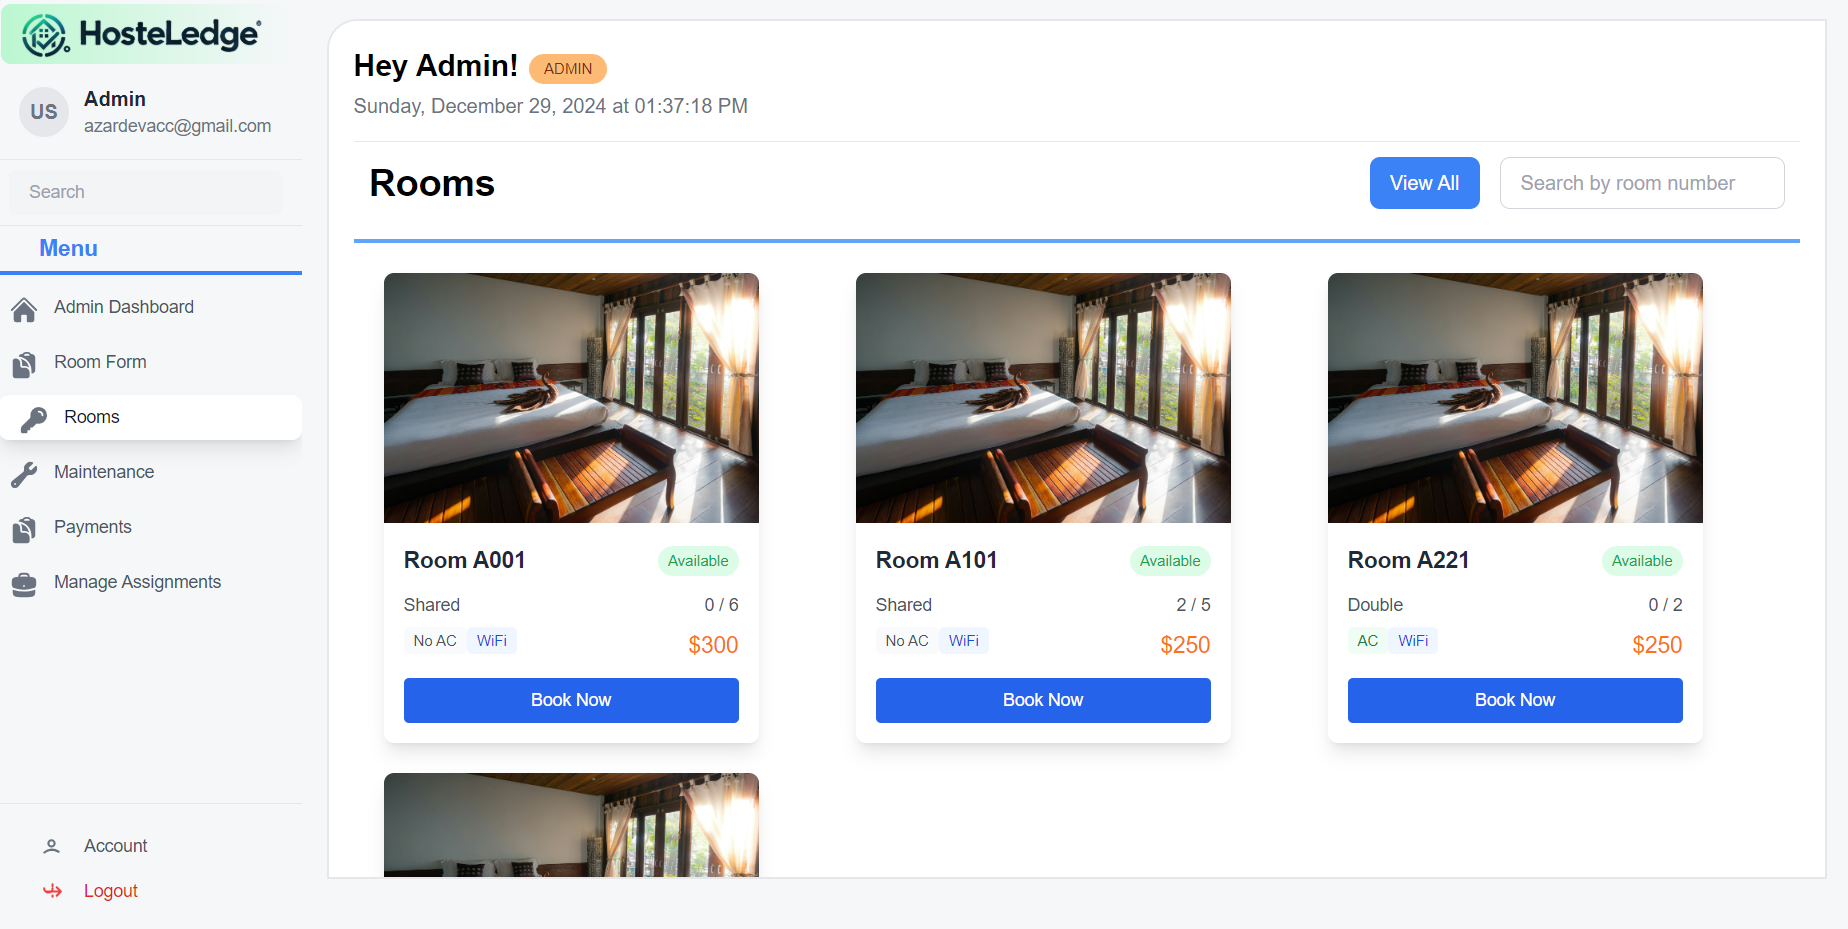 HosteLedge
US
Admin
azardevacc@gmail.com
Search
Menu
Admin Dashboard
Room Form
Rooms
Maintenance
Payments
Manage Assignments
Account
Logout
Hey Admin! ADMIN
Sunday, December 29, 2024 at 01:37:18 PM
Rooms
View All
Search by room number
Room A001 Available
Shared 0 / 6
No AC WiFi $300
Book Now
Room A101 Available
Shared 2 / 5
No AC WiFi $250
Book Now
Room A221 Available
Double 0 / 2
AC WiFi $250
Book Now